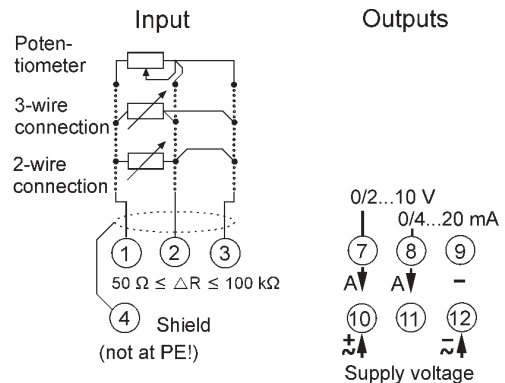 Input
Outputs
Poten-
tiometer
3-wire
connection
2-wire
connection
0/2...10 V
0/4...20 mA
1 2 3
7 8 9
50 Ω ≤ △R ≤ 100 kΩ
A A –
4
Shield
(not at PE!)
10 11 12
+
~
–
~
Supply voltage